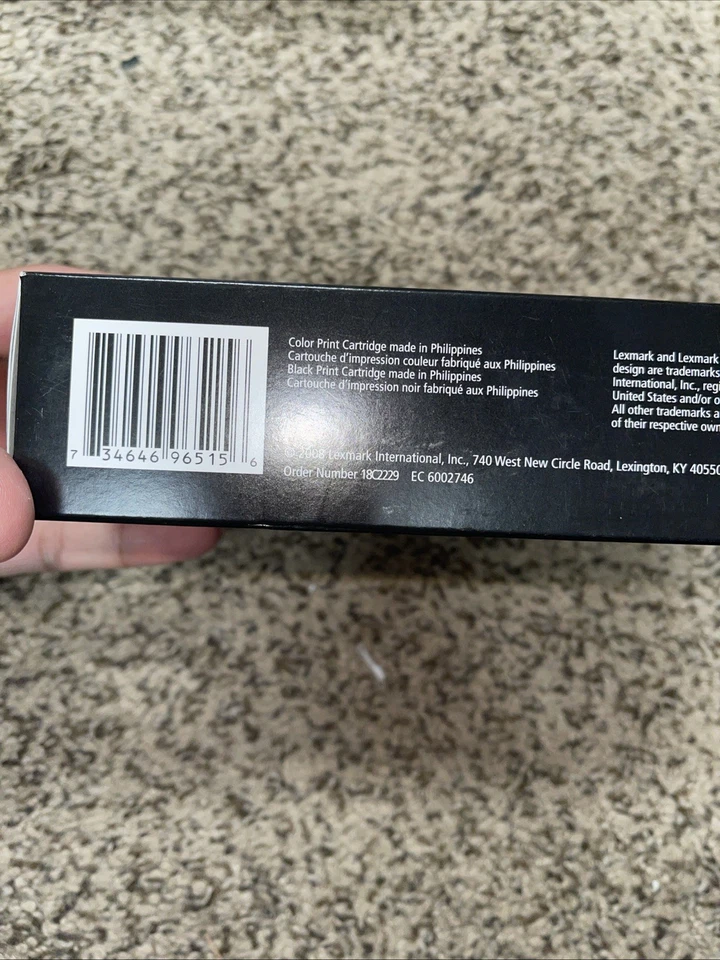 7 34646 96515 6
Color Print Cartridge made in Philippines
Cartouche d'impression couleur fabriqué aux Philippines
Black Print Cartridge made in Philippines
Cartouche d'impression noir fabriqué aux Philippines
© 2008 Lexmark International, Inc., 740 West New Circle Road, Lexington, KY 40550
Order Number 18C2229 EC 6002746
Lexmark and Lexmark
design are trademarks
International, Inc., regi
United States and/or o
All other trademarks a
of their respective own